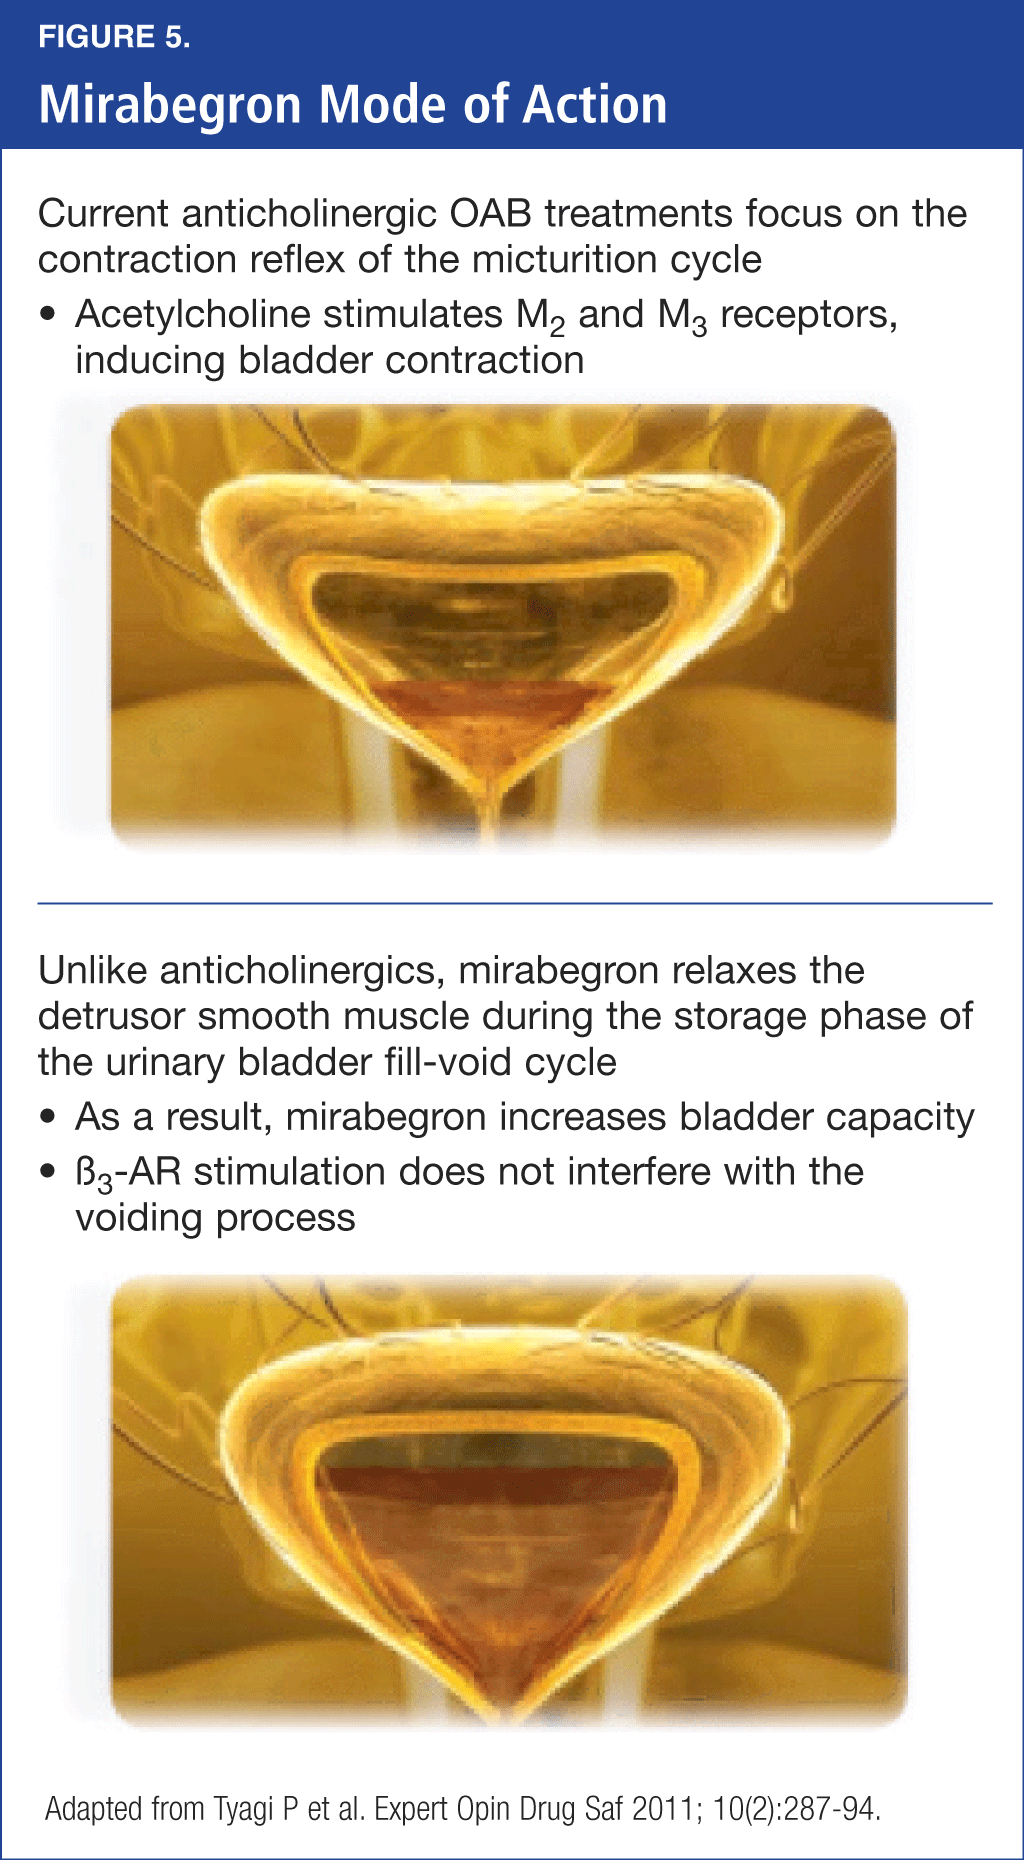 FIGURE 5.
Mirabegron Mode of Action
Current anticholinergic OAB treatments focus on the
contraction reflex of the micturition cycle
• Acetylcholine stimulates M₂ and M₃ receptors,
inducing bladder contraction
Unlike anticholinergics, mirabegron relaxes the
detrusor smooth muscle during the storage phase of
the urinary bladder fill-void cycle
• As a result, mirabegron increases bladder capacity
• ß₃-AR stimulation does not interfere with the
voiding process
Adapted from Tyagi P et al. Expert Opin Drug Saf 2011; 10(2):287-94.